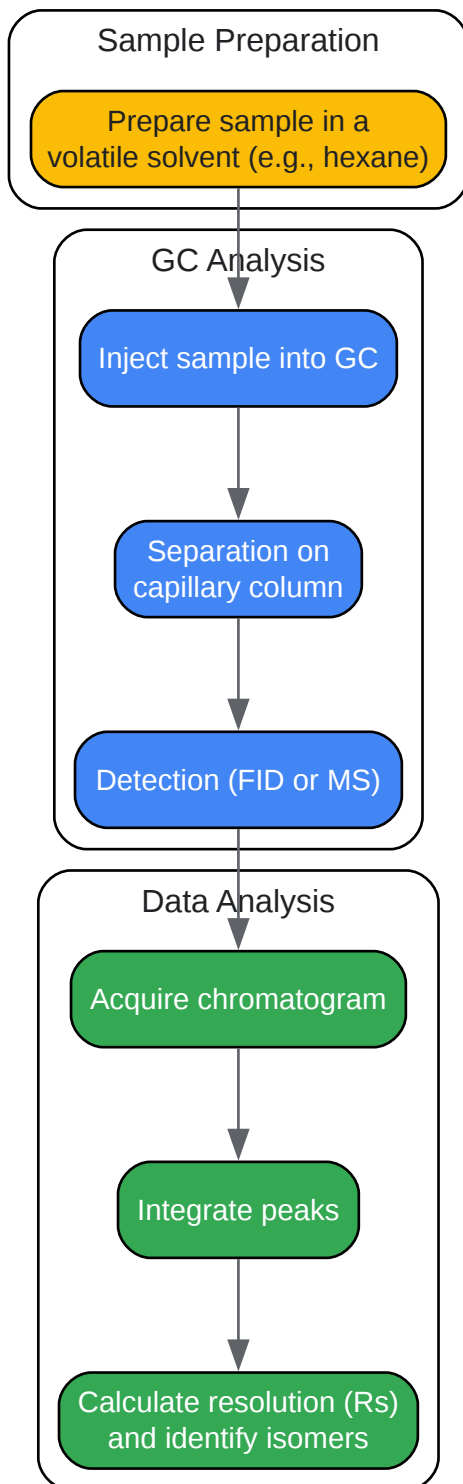 Sample Preparation
Prepare sample in a
volatile solvent (e.g., hexane)
GC Analysis
Inject sample into GC
Separation on
capillary column
Detection (FID or MS)
Data Analysis
Acquire chromatogram
Integrate peaks
Calculate resolution (Rs)
and identify isomers